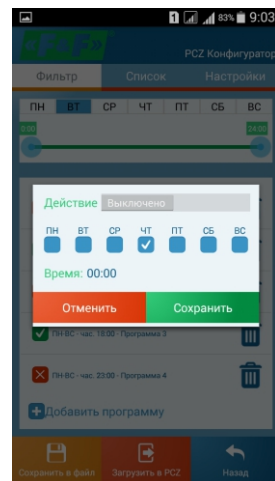 1 83% 9:03
F&F
PCZ Конфигуратор
Фильтр Список Настройки
ПН ВТ СР ЧТ ПТ СБ ВС
0:00 24:00
Действие Выключено
ПН ВТ СР ЧТ ПТ СБ ВС
Время: 00:00
Отменить Сохранить
ПН-ВС - час. 18:00 - Программа 3
ПН-ВС - час. 23:00 - Программа 4
Добавить программу
Сохранить в файл Загрузить в PCZ Назад